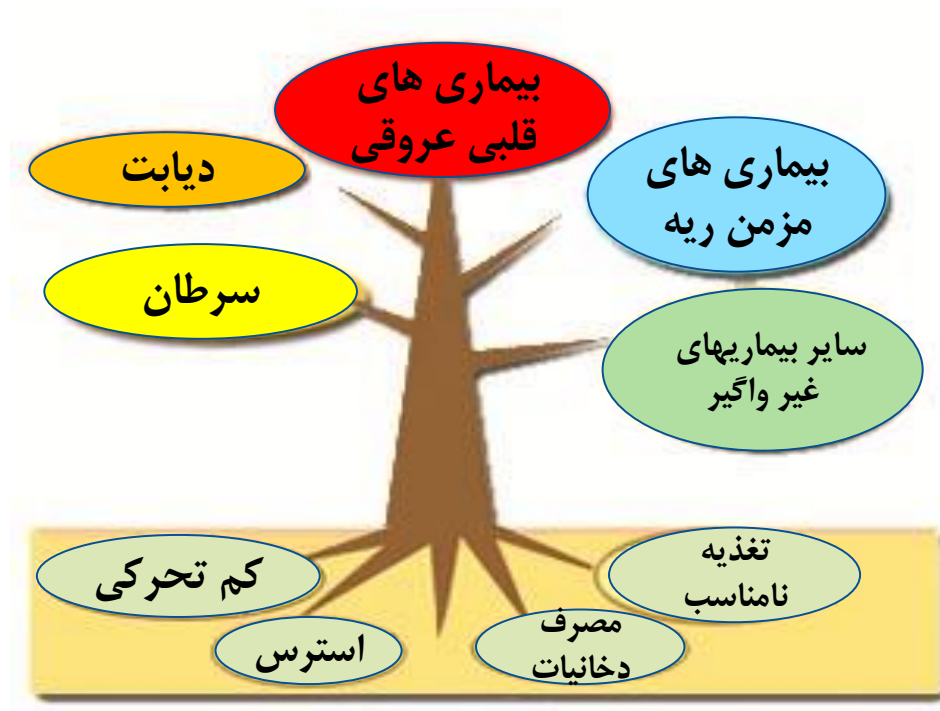 بیماری های
قلبی عروقی
بیماری های
مزمن ریه
دیابت
سرطان
سایر بیماریهای
غیر واگیر
تغذیه
نامناسب
کم تحرکی
مصرف
دخانیات
استرس